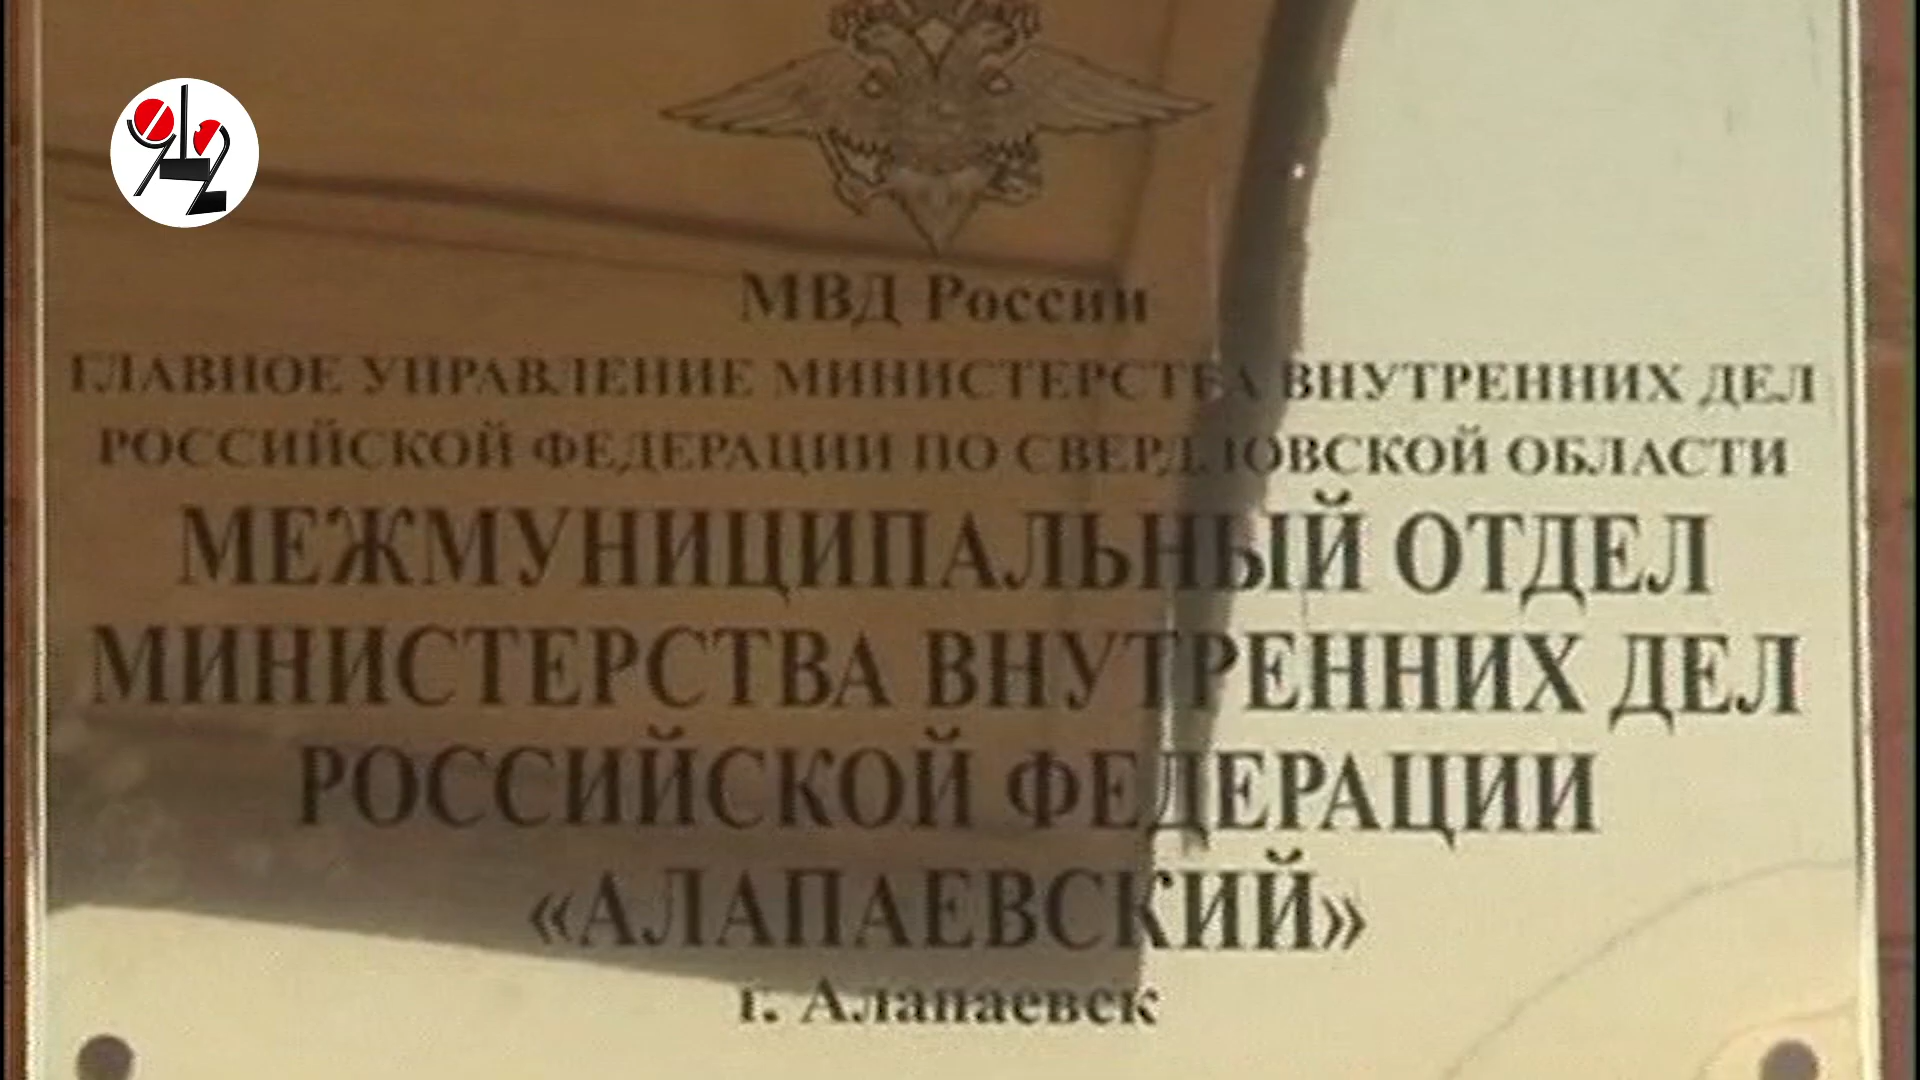 МВД России
ГЛАВНОЕ УПРАВЛЕНИЕ МИНИСТЕРСТВА ВНУТРЕННИХ ДЕЛ
РОССИЙСКОЙ ФЕДЕРАЦИИ ПО СВЕРДЛОВСКОЙ ОБЛАСТИ
МЕЖМУНИЦИПАЛЬНЫЙ ОТДЕЛ
МИНИСТЕРСТВА ВНУТРЕННИХ ДЕЛ
РОССИЙСКОЙ ФЕДЕРАЦИИ
«АЛАПАЕВСКИЙ»
г. Алапаевск